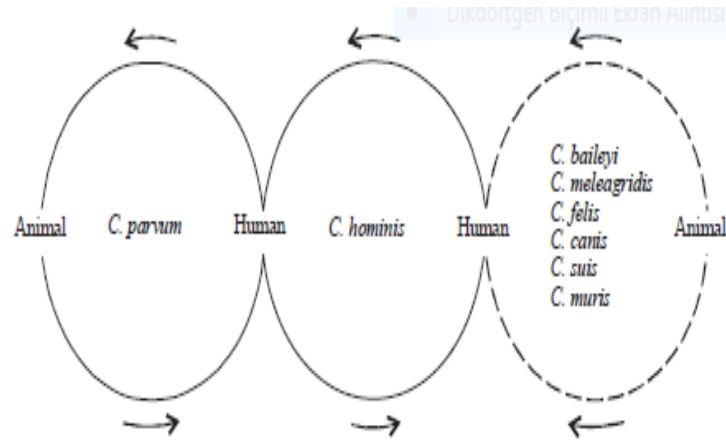 Dikdörtgen Biçimli Ekran Alıntısı
C. baileyi
C. meleagridis
C. felis
C. canis
C. suis
C. muris
Animal
C. parvum
Human
C. hominis
Human
Animal